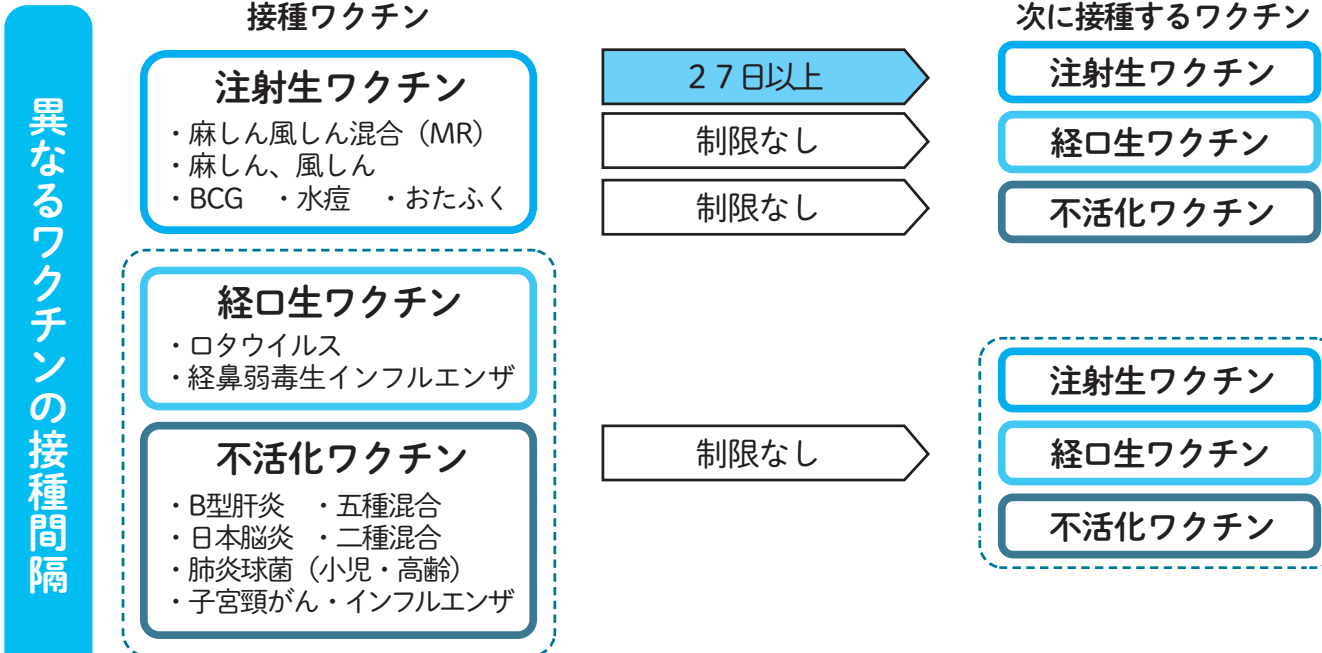 異なるワクチンの接種間隔
接種ワクチン
次に接種するワクチン
注射生ワクチン
・麻しん風しん混合（MR）
・麻しん、風しん
・BCG　・水痘　・おたふく
２７日以上
注射生ワクチン
制限なし
経口生ワクチン
制限なし
不活化ワクチン
経口生ワクチン
・ロタウイルス
・経鼻弱毒生インフルエンザ
不活化ワクチン
・B型肝炎　・五種混合
・日本脳炎　・二種混合
・肺炎球菌（小児・高齢）
・子宮頸がん・インフルエンザ
制限なし
注射生ワクチン
経口生ワクチン
不活化ワクチン